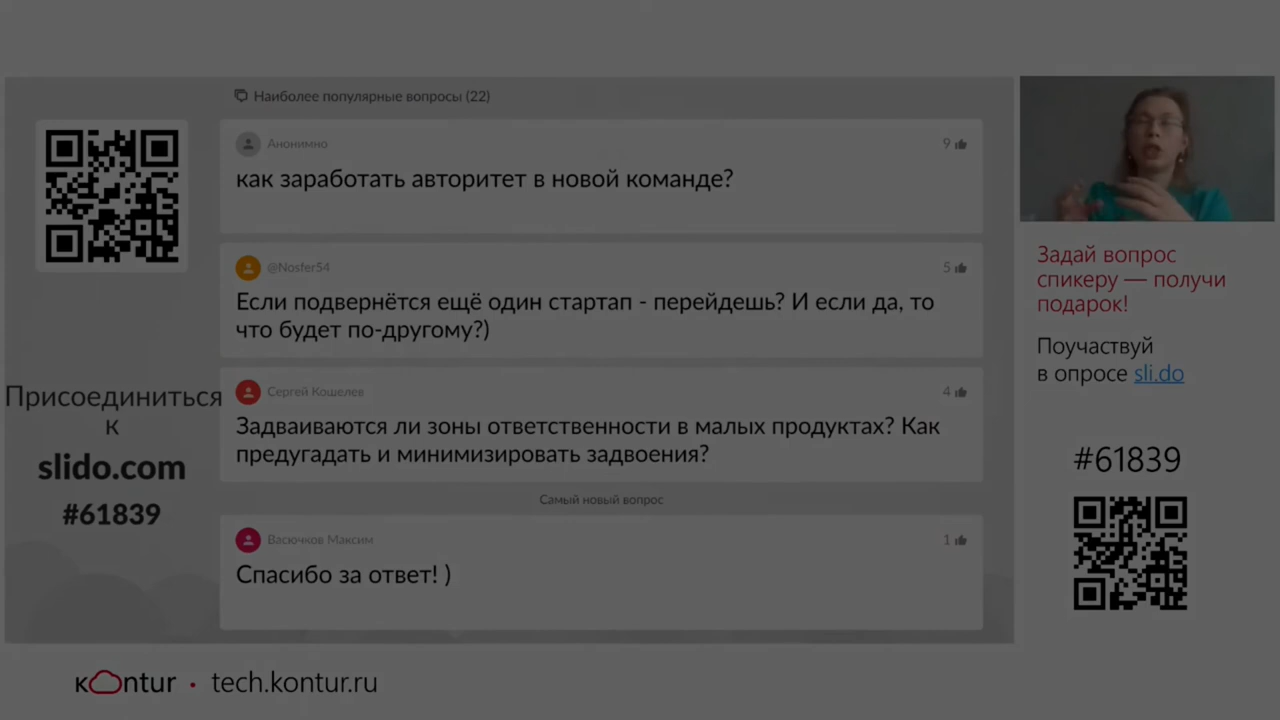 Наиболее популярные вопросы (22)
Анонимно
9
как заработать авторитет в новой команде?
@Nosfer54
5
Если подвернётся ещё один стартап - перейдешь? И если да, то
что будет по-другому?)
Сергей Кошелев
4
Задваиваются ли зоны ответственности в малых продуктах? Как
предугадать и минимизировать задвоения?
Самый новый вопрос
Васючков Максим
1
Спасибо за ответ! )
Присоединиться
к
slido.com
#61839
Задай вопрос
спикеру — получи
подарок!
Поучаствуй
в опросе sli.do
#61839
kontur • tech.kontur.ru